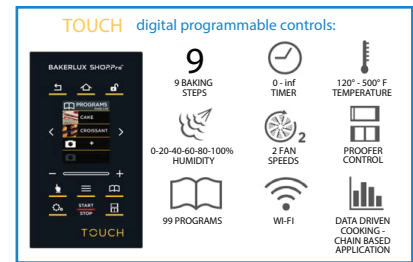 TOUCH digital programmable controls:
BAKERLUX SHOP.Pro™
PROGRAMS
CAKE
CROISSANT
+
START
STOP
TOUCH
9
9 BAKING
STEPS
0 - inf
TIMER
120° - 500° F
TEMPERATURE
0-20-40-60-80-100%
HUMIDITY
2
2 FAN
SPEEDS
PROOFER
CONTROL
99 PROGRAMS
WI-FI
DATA DRIVEN
COOKING -
CHAIN BASED
APPLICATION